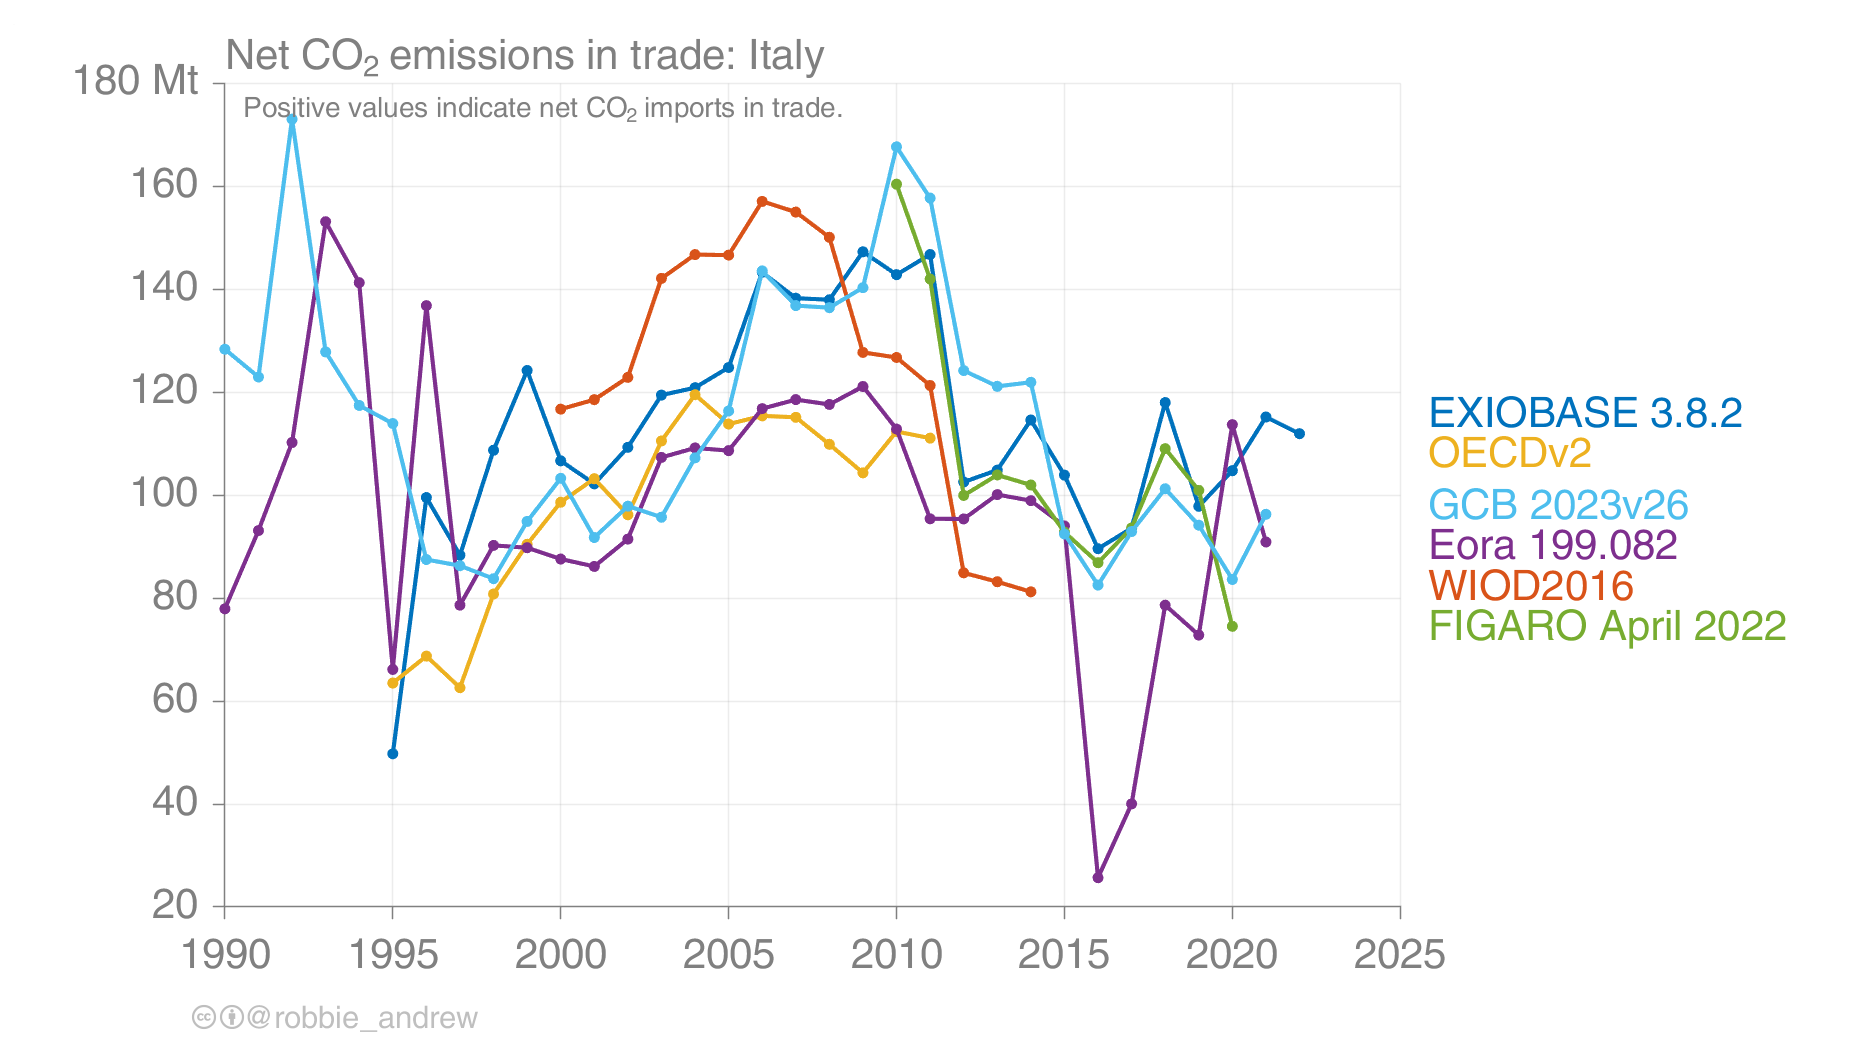 Net CO₂ emissions in trade: Italy
180 Mt
Positive values indicate net CO₂ imports in trade.
160
140
120
100
80
60
40
20
1990 1995 2000 2005 2010 2015 2020 2025
EXIOBASE 3.8.2
OECDv2
GCB 2023v26
Eora 199.082
WIOD2016
FIGARO April 2022
cc @robbie_andrew